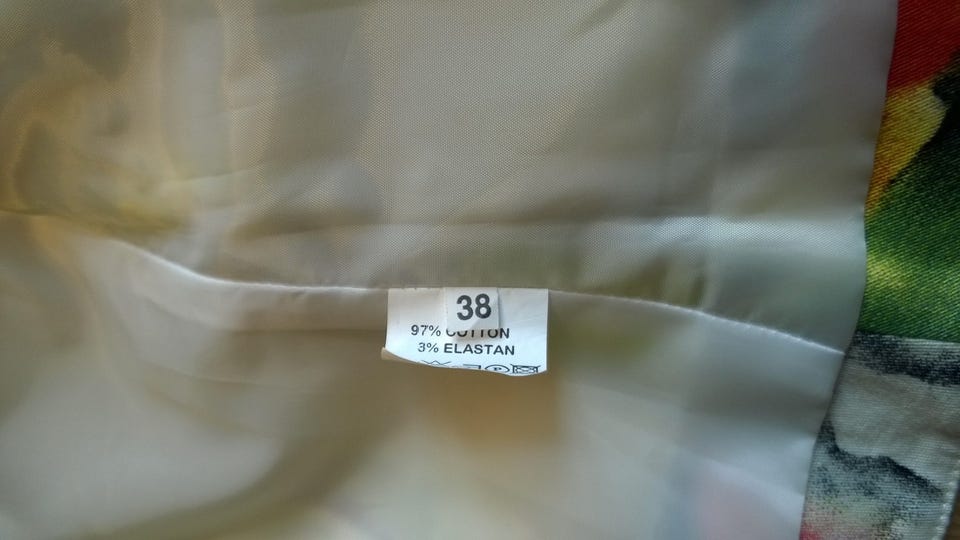 38
97% COTTON
3% ELASTAN